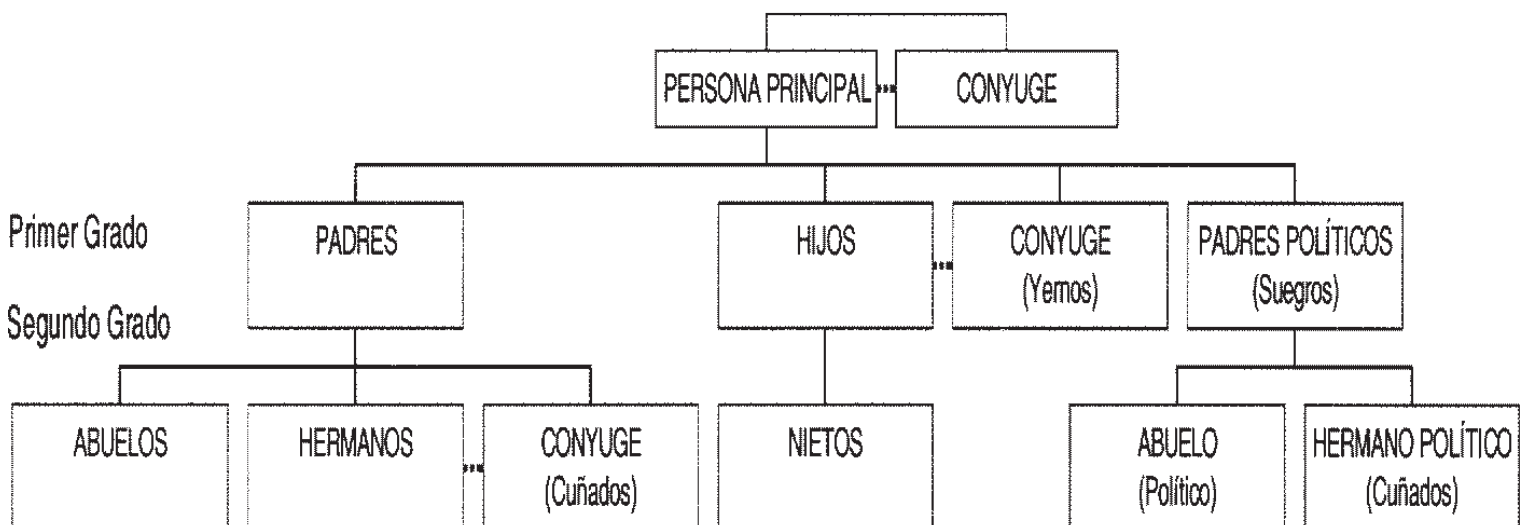 PERSONA PRINCIPAL
CONYUGE
Primer Grado
PADRES
HIJOS
CONYUGE
(Yernos)
PADRES POLÍTICOS
(Suegros)
Segundo Grado
ABUELOS
HERMANOS
CONYUGE
(Cuñados)
NIETOS
ABUELO
(Político)
HERMANO POLÍTICO
(Cuñados)